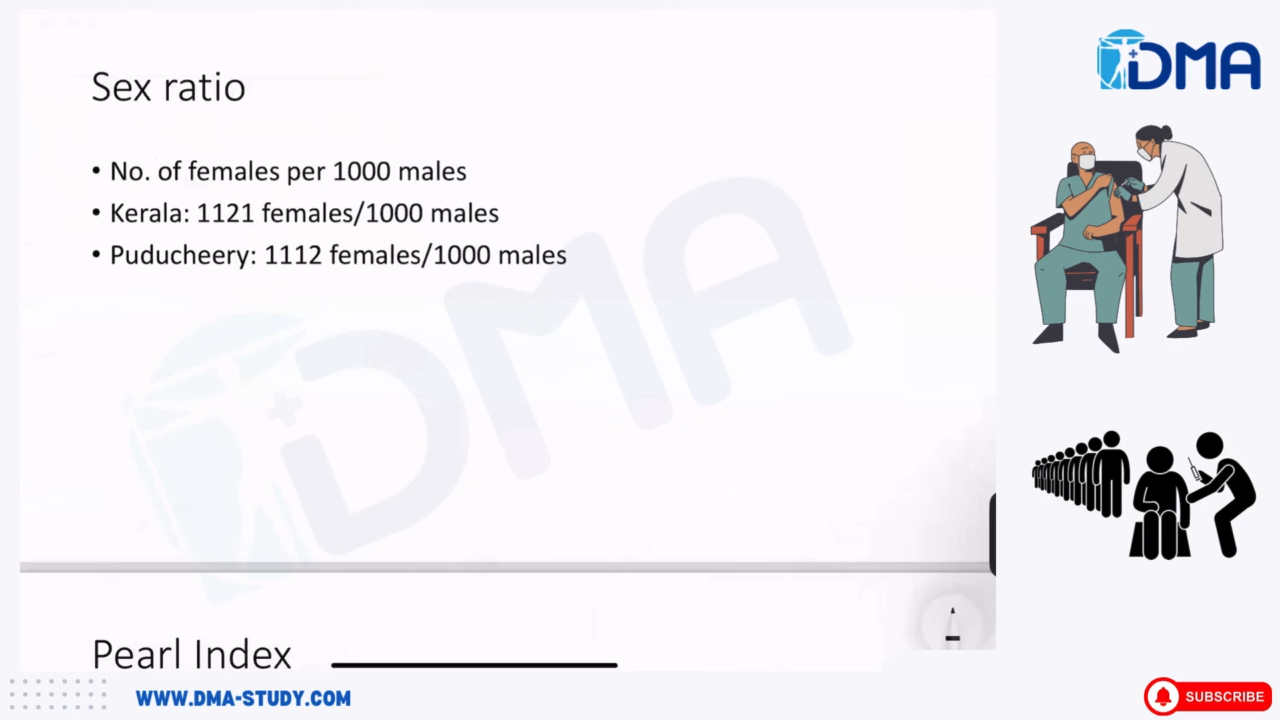 Sex ratio
• No. of females per 1000 males
• Kerala: 1121 females/1000 males
• Puducheery: 1112 females/1000 males
DMA
Pearl Index
WWW.DMA-STUDY.COM
DMA
SUBSCRIBE